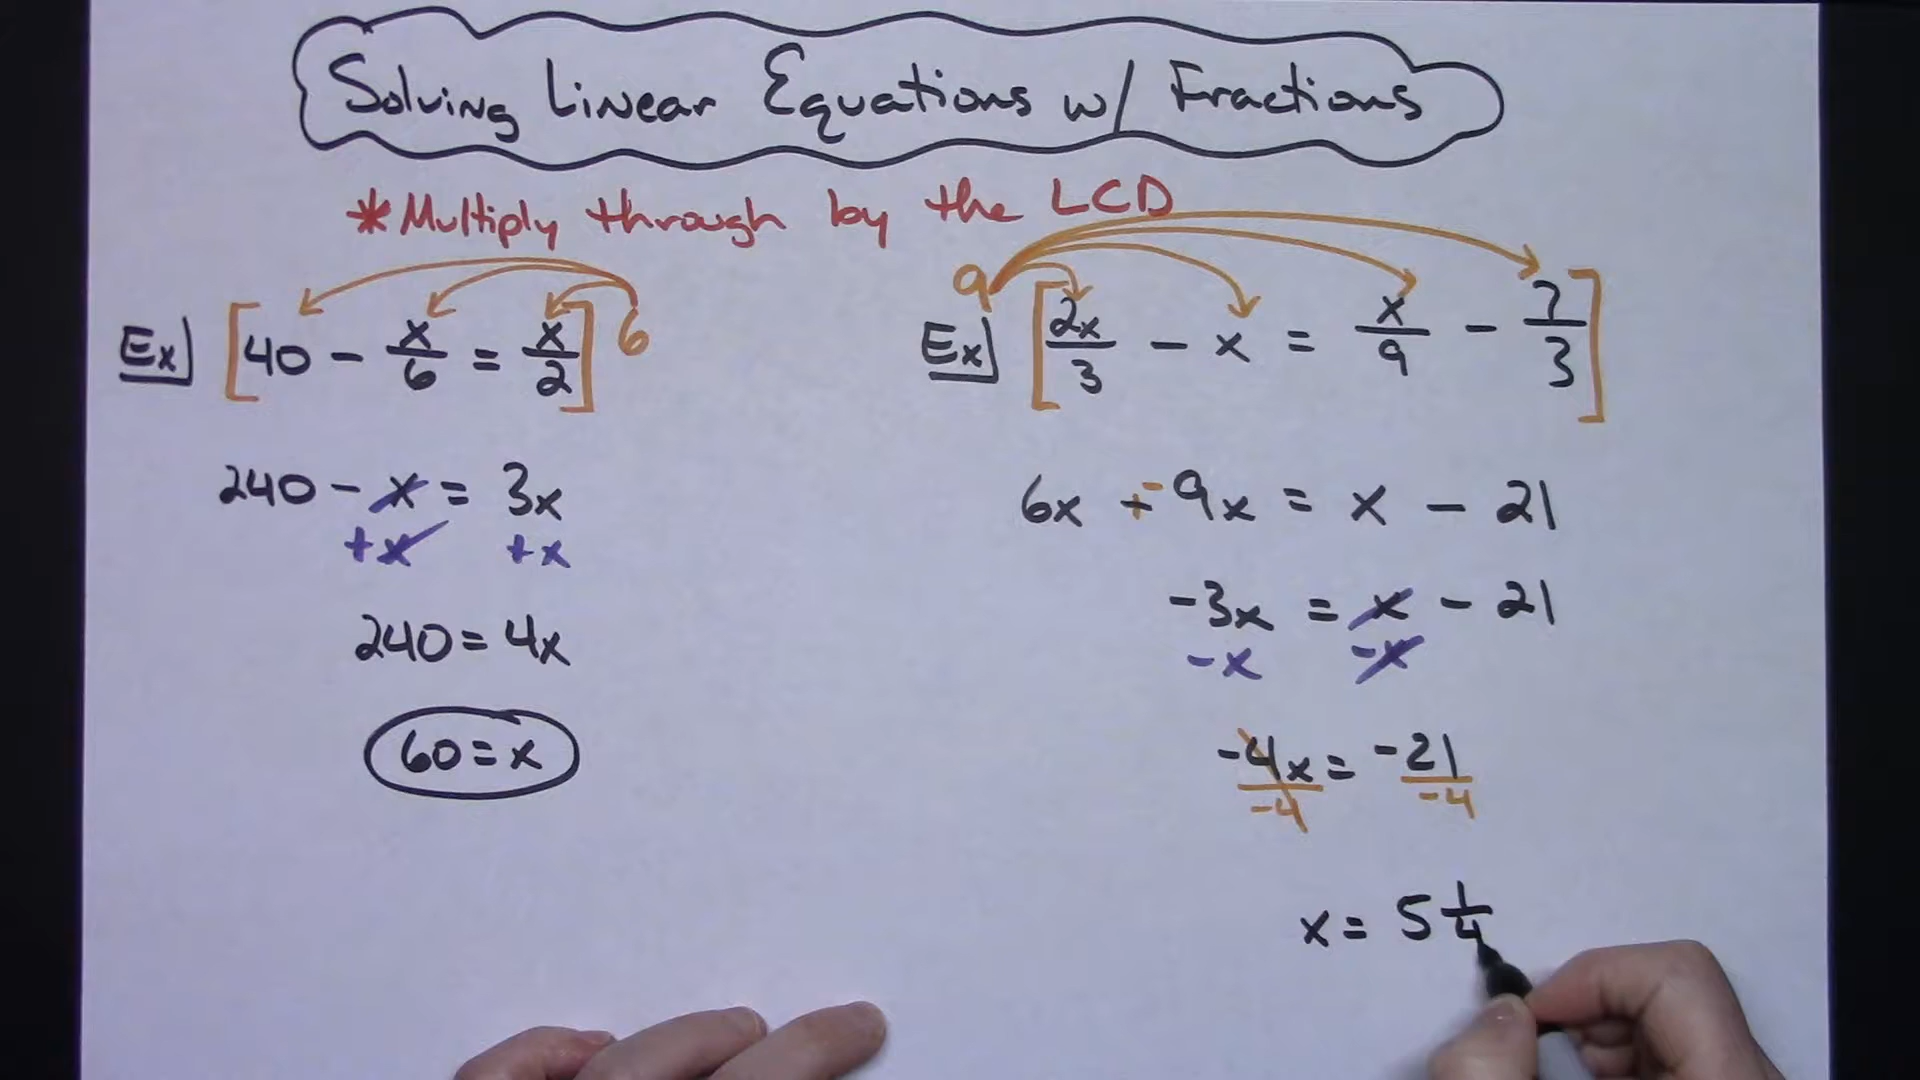 Solving Linear Equations w/ Fractions
*Multiply through by the LCD
Ex] [40 - x/6 = x/2] 6
240 - x = 3x
+x +x
240 = 4x
60 = x
9
Ex] [2x/3 - x = x/9 - 7/3]
6x +- 9x = x - 21
-3x = x - 21
-x -x
-4x = -21
-4 -4
x = 5 1/4